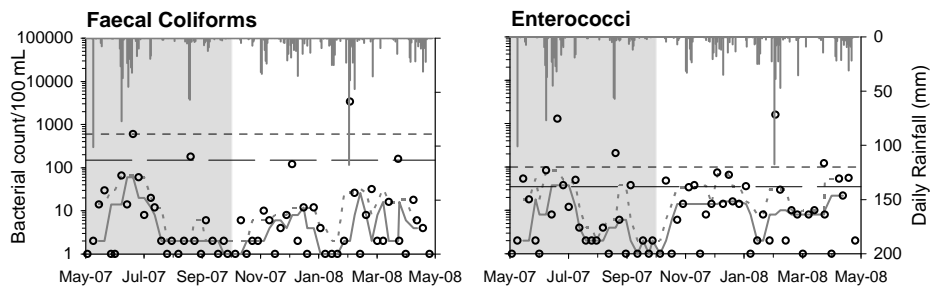 Faecal Coliforms
Enterococci
Bacterial count/100 mL
100000
10000
1000
100
10
1
May-07 Jul-07 Sep-07 Nov-07 Jan-08 Mar-08 May-08
May-07 Jul-07 Sep-07 Nov-07 Jan-08 Mar-08 May-08
0
50
100
150
200
Daily Rainfall (mm)